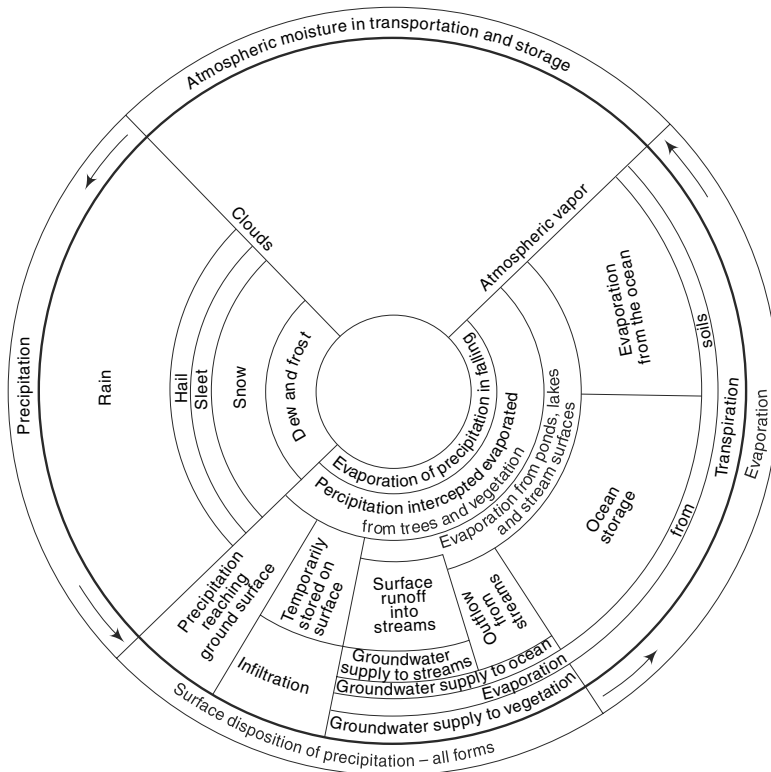 Atmospheric moisture in transportation and storage
Clouds
Atmospheric vapor
Precipitation
Rain
Hail
Sleet
Snow
Dew and frost
Evaporation of precipitation in falling
Percipitation intercepted evaporated
from trees and vegetation
Evaporation from ponds, lakes
and stream surfaces
Evaporation
from the ocean
soils
Transpiration
Evaporation
Ocean
storage
from
Precipitation
reaching
ground surface
Temporarily
stored on
surface
Surface
runoff
into
streams
Outflow
from
streams
Infiltration
Groundwater
supply to streams
Groundwater supply to ocean
Evaporation
Groundwater supply to vegetation
Surface disposition of precipitation – all forms